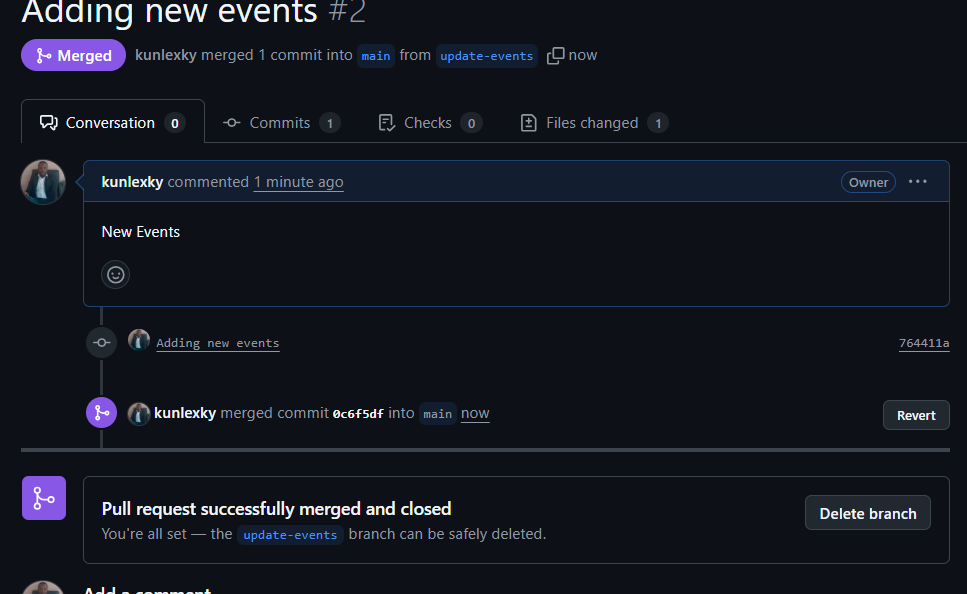 Adding new events #2
Merged kunlexky merged 1 commit into main from update-events now
Conversation 0 Commits 1 Checks 0 Files changed 1
kunlexky commented 1 minute ago Owner
New Events
Adding new events 764411a
kunlexky merged commit 0c6f5df into main now Revert
Pull request successfully merged and closed
You're all set — the update-events branch can be safely deleted.
Delete branch
Add a comment